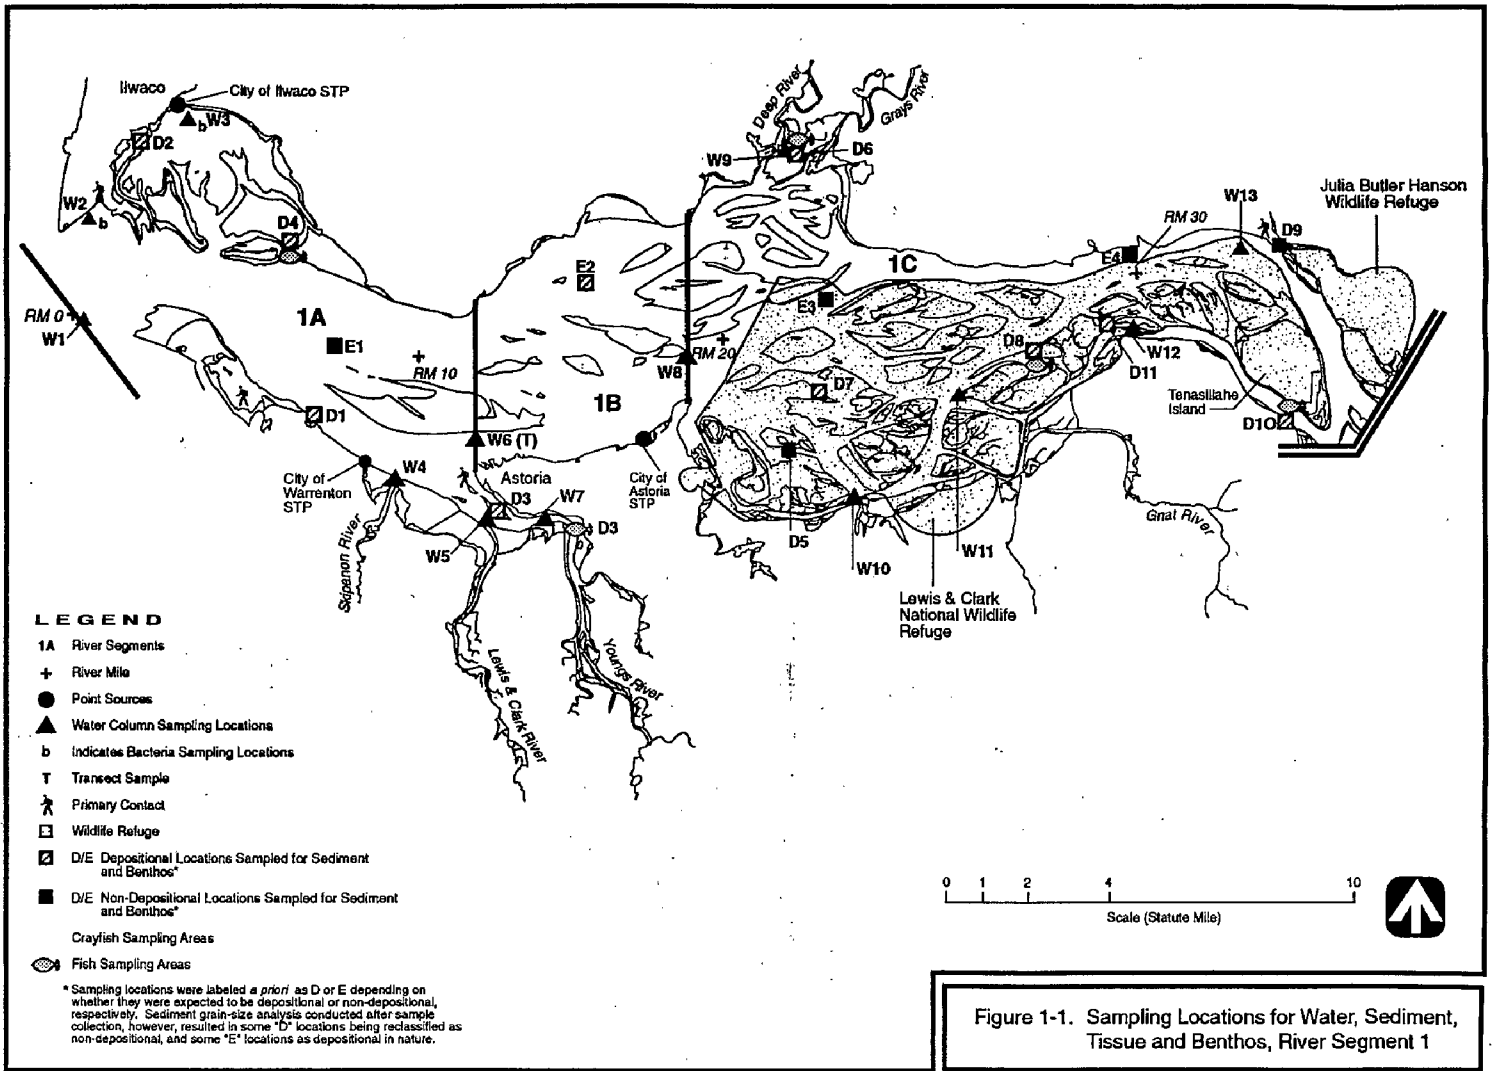 Ilwaco
City of Ilwaco STP
bW3
D2
W2
b
D4
RM 0
W1
1A
E1
RM 10
D1
City of
Warrenton
STP
W4
Skipanon River
W5
Lewis & Clark River
W6 (T)
Astoria
D3
W7
D3
Youngs River
E2
1B
W8
RM 20
City of
Astoria
STP
Deep River
Grays River
W9
D6
1C
E3
D7
D8
D5
W10
W11
Lewis & Clark
National Wildlife
Refuge
E4
RM 30
W13
D9
Julia Butler Hanson
Wildlife Refuge
W12
D11
Tenasillahe
Island
D10
Gnat River
LEGEND
1A River Segments
+ River Mile
Point Sources
Water Column Sampling Locations
b Indicates Bacteria Sampling Locations
T Transect Sample
Primary Contact
Wildlife Refuge
D/E Depositional Locations Sampled for Sediment
and Benthos*
D/E Non-Depositional Locations Sampled for Sediment
and Benthos*
Crayfish Sampling Areas
Fish Sampling Areas
* Sampling locations were labeled a priori as D or E depending on
whether they were expected to be depositional or non-depositional,
respectively. Sediment grain-size analysis conducted after sample
collection, however, resulted in some "D" locations being reclassified as
non-depositional, and some "E" locations as depositional in nature.
0 1 2 4 10
Scale (Statute Mile)
Figure 1-1. Sampling Locations for Water, Sediment,
Tissue and Benthos, River Segment 1